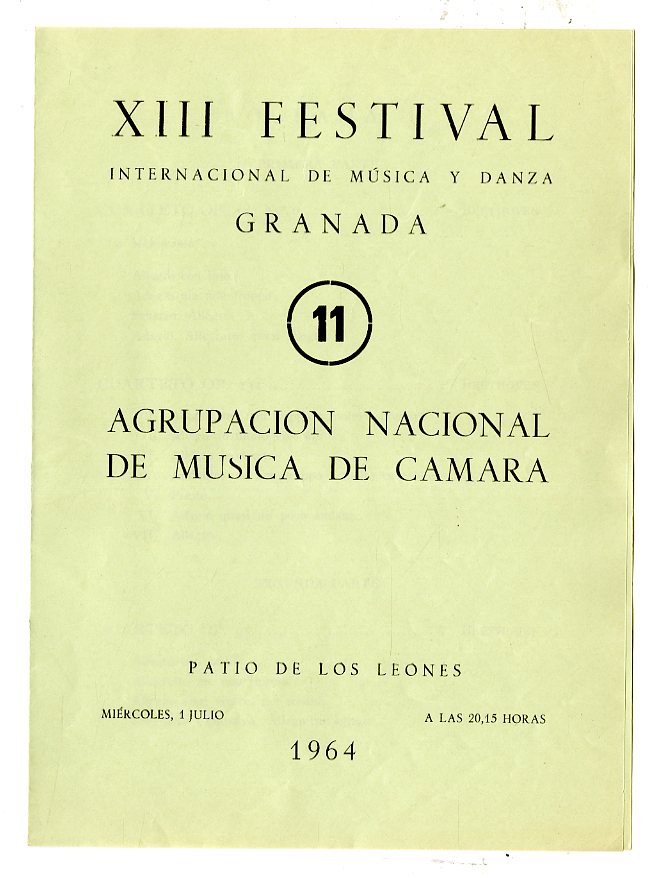 XIII FESTIVAL
INTERNACIONAL DE MÚSICA Y DANZA
GRANADA
11
AGRUPACION NACIONAL
DE MUSICA DE CAMARA
PATIO DE LOS LEONES
MIÉRCOLES, 1 JULIO
A LAS 20,15 HORAS
1964